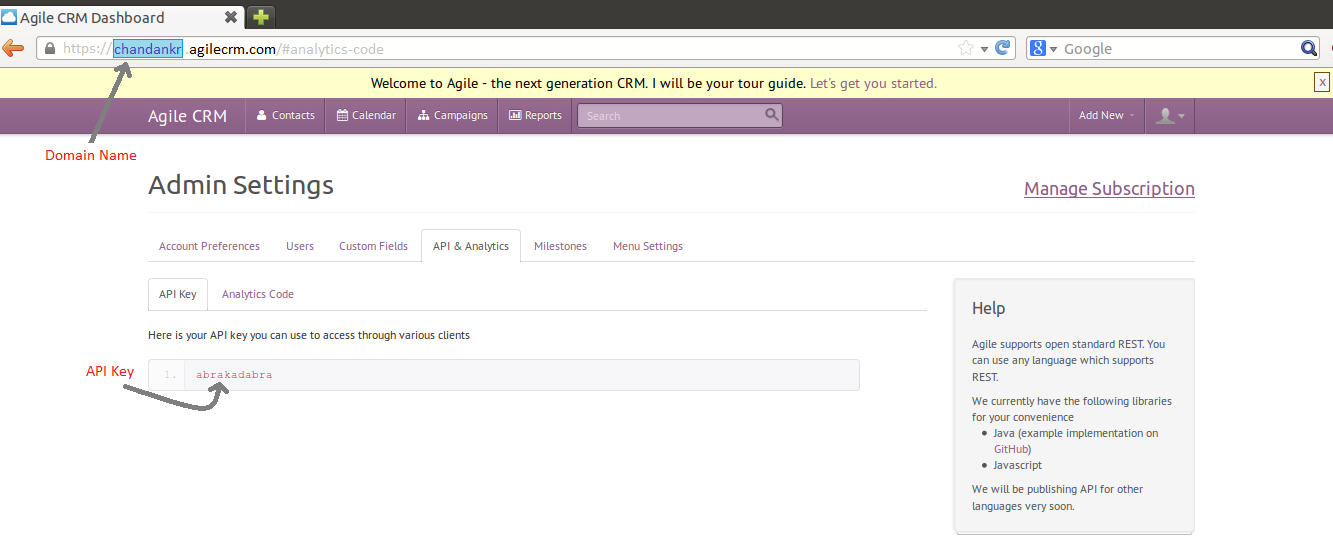 Agile CRM Dashboard
https://chandankr.agilecrm.com/#analytics-code
8
Google
Welcome to Agile - the next generation CRM. I will be your tour guide. Let's get you started.
x
Agile CRM
Contacts
Calendar
Campaigns
Reports
Search
Add New
Domain Name
Admin Settings
Manage Subscription
Account Preferences
Users
Custom Fields
API & Analytics
Milestones
Menu Settings
API Key
Analytics Code
Here is your API key you can use to access through various clients
API Key
1. abrakadabra
Help
Agile supports open standard REST. You
can use any language which supports
REST.
We currently have the following libraries
for your convenience
• Java (example implementation on
GitHub)
• Javascript
We will be publishing API for other
languages very soon.